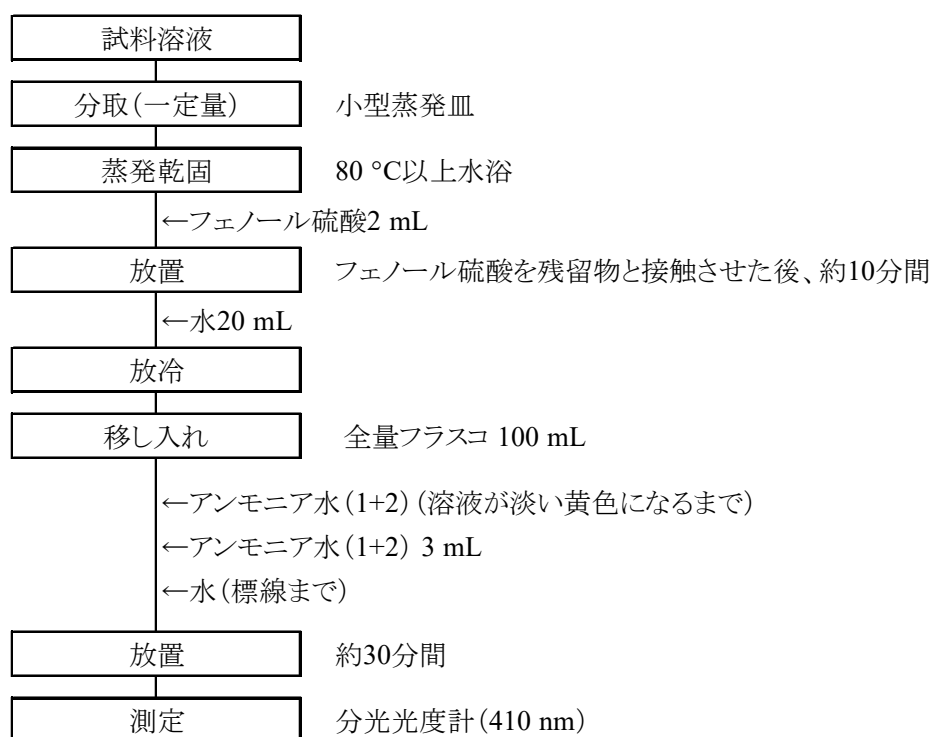 試料溶液
分取（一定量） 小型蒸発皿
蒸発乾固 80 °C以上水浴
←フェノール硫酸2 mL
放置 フェノール硫酸を残留物と接触させた後、約10分間
←水20 mL
放冷
移し入れ 全量フラスコ 100 mL
←アンモニア水（1+2）（溶液が淡い黄色になるまで）
←アンモニア水（1+2） 3 mL
←水（標線まで）
放置 約30分間
測定 分光光度計（410 nm）